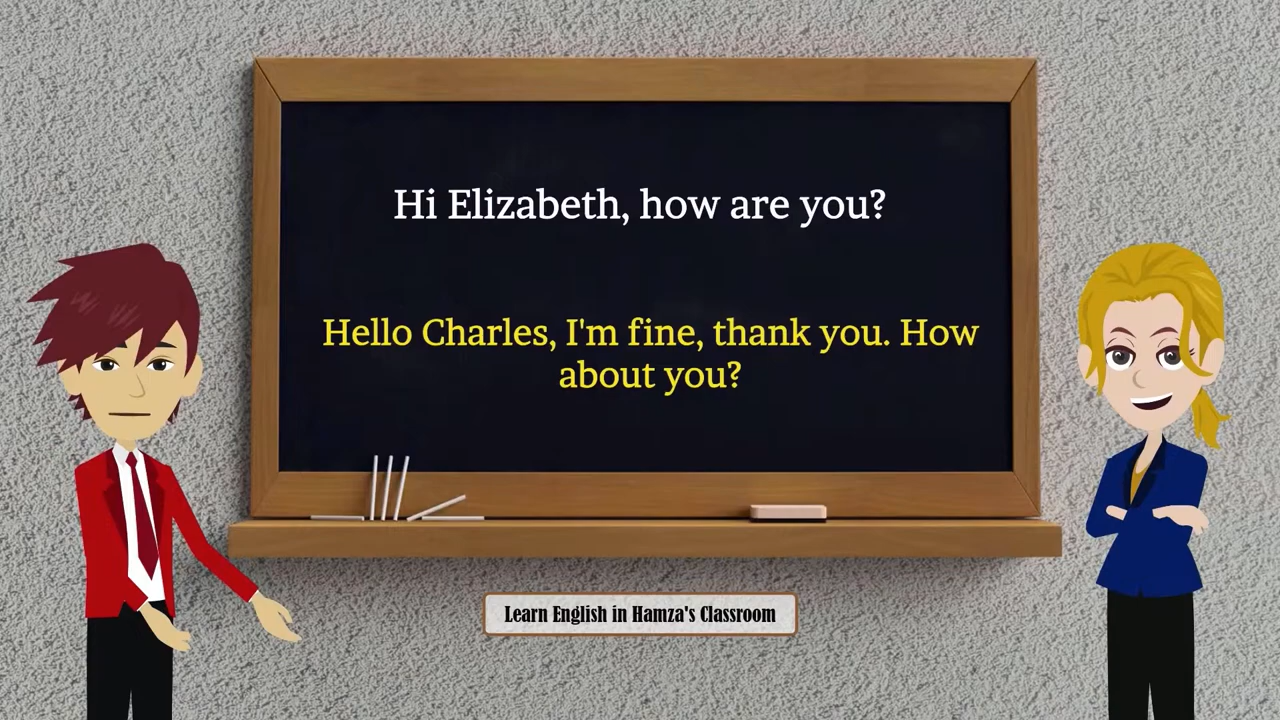 Hi Elizabeth, how are you?
Hello Charles, I'm fine, thank you. How
about you?
Learn English in Hamza's Classroom